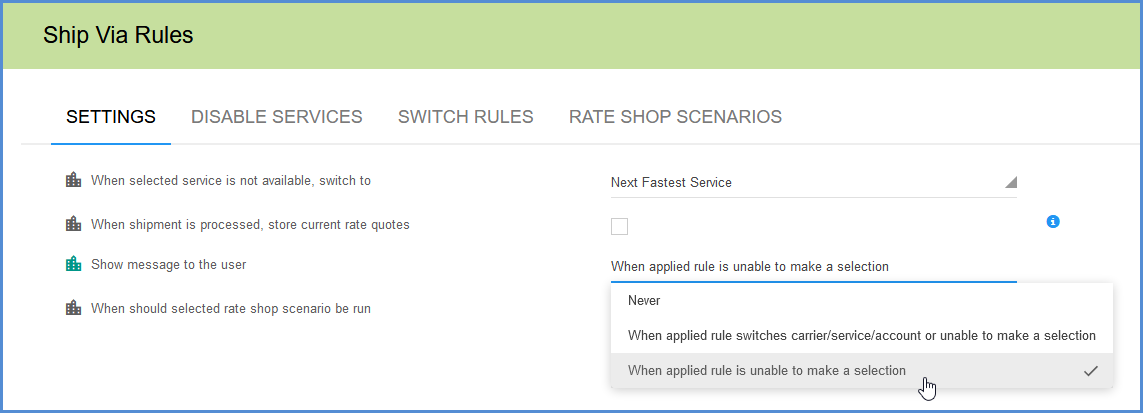 Ship Via Rules
SETTINGS DISABLE SERVICES SWITCH RULES RATE SHOP SCENARIOS
When selected service is not available, switch to Next Fastest Service
When shipment is processed, store current rate quotes
Show message to the user When applied rule is unable to make a selection
Never
When should selected rate shop scenario be run
When applied rule switches carrier/service/account or unable to make a selection
When applied rule is unable to make a selection